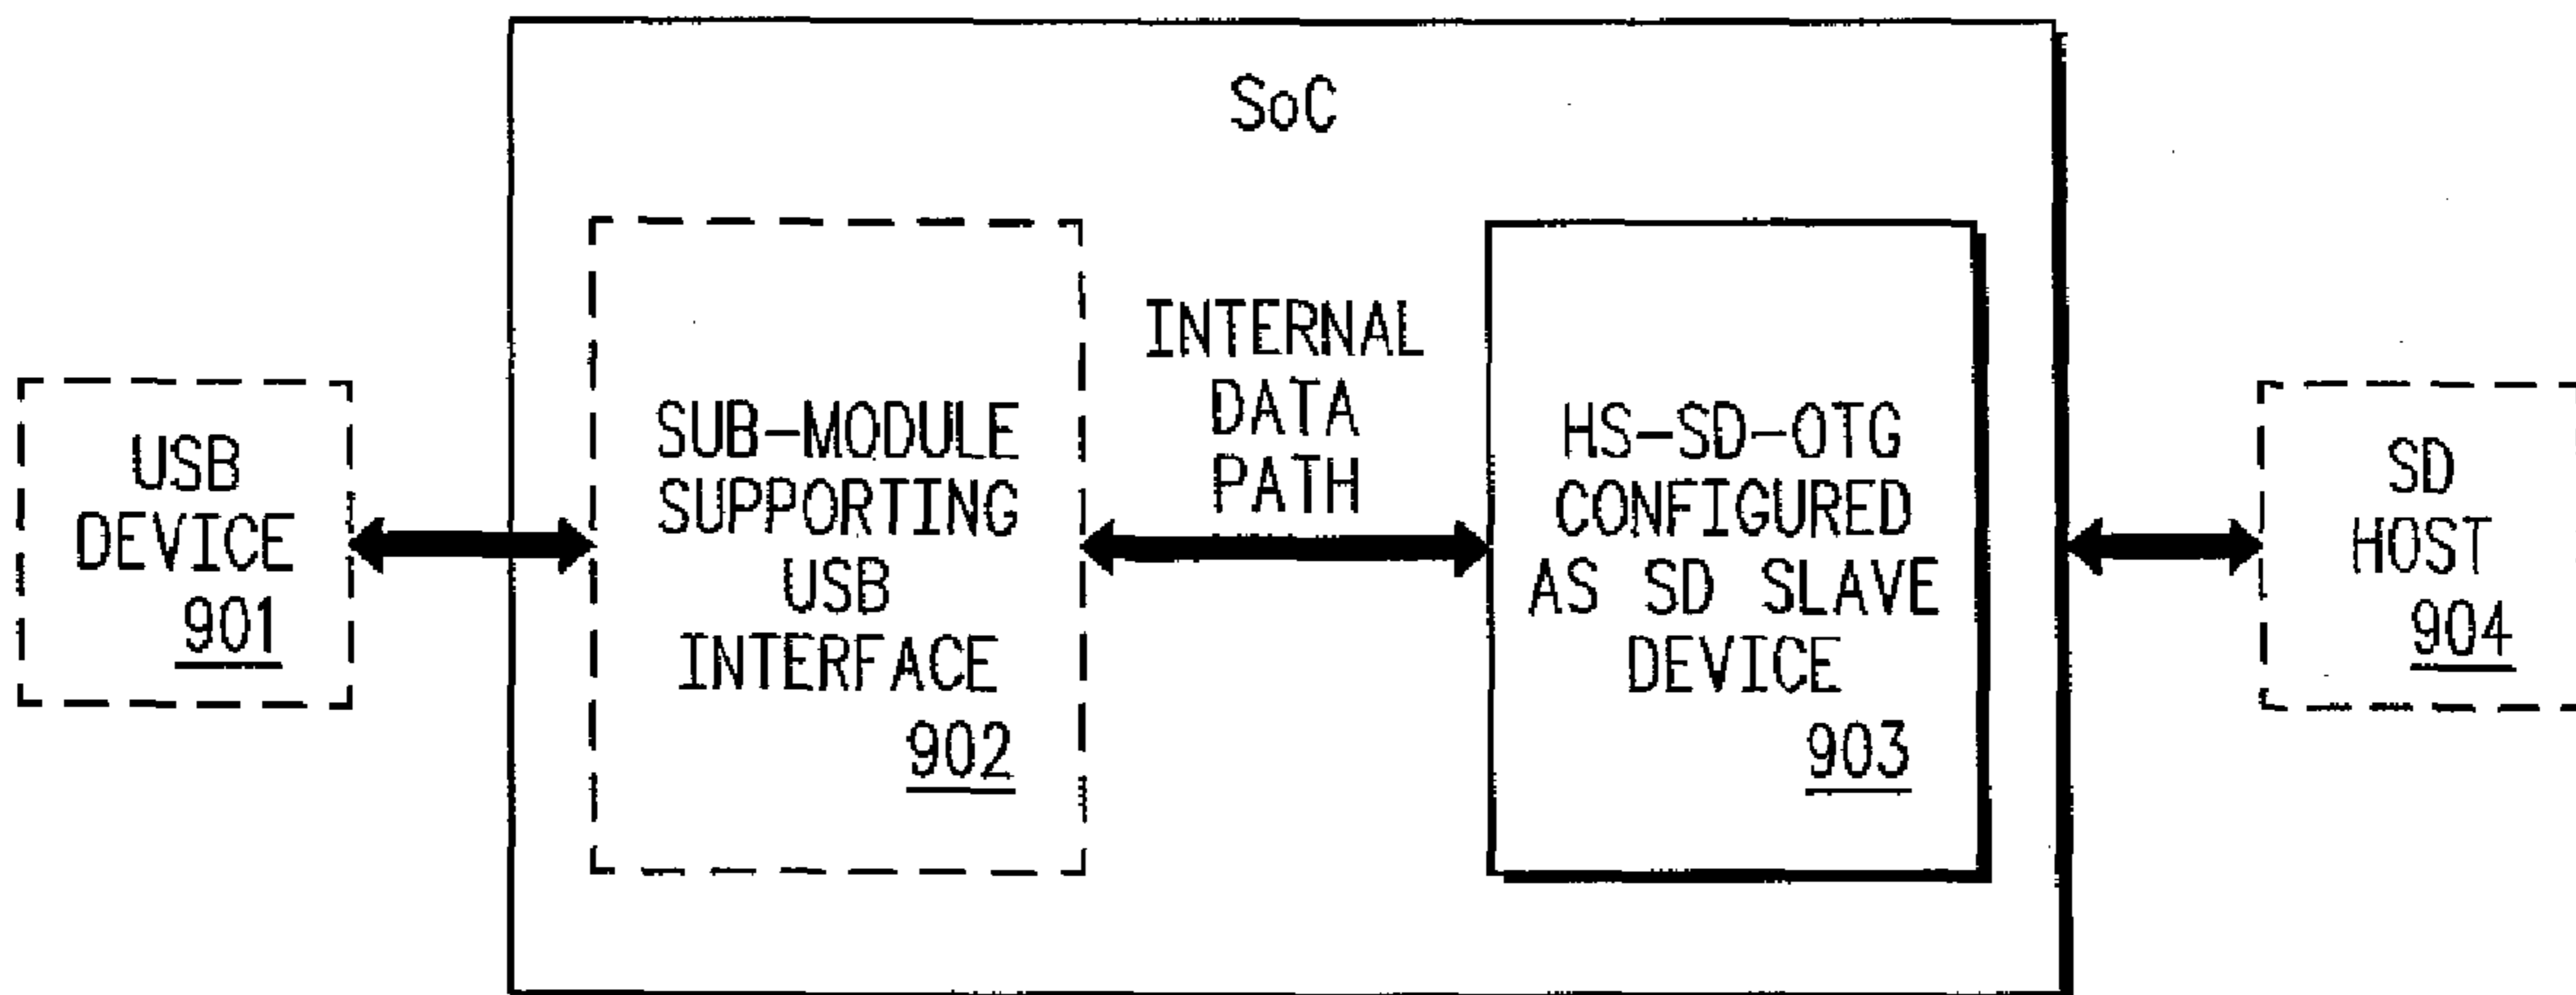 SoC
USB
DEVICE
901
SUB-MODULE
SUPPORTING
USB
INTERFACE
902
INTERNAL
DATA
PATH
HS-SD-OTG
CONFIGURED
AS SD SLAVE
DEVICE
903
SD
HOST
904